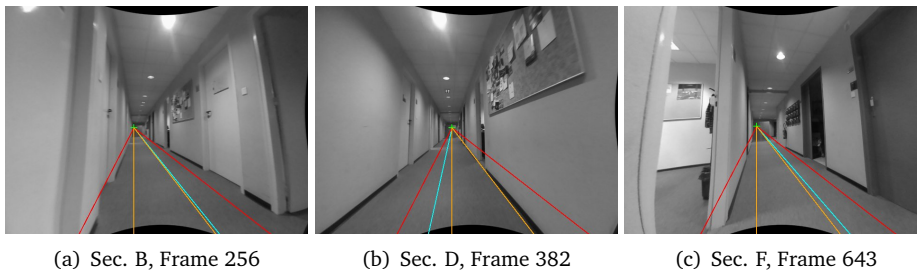 (a) Sec. B, Frame 256
(b) Sec. D, Frame 382
(c) Sec. F, Frame 643